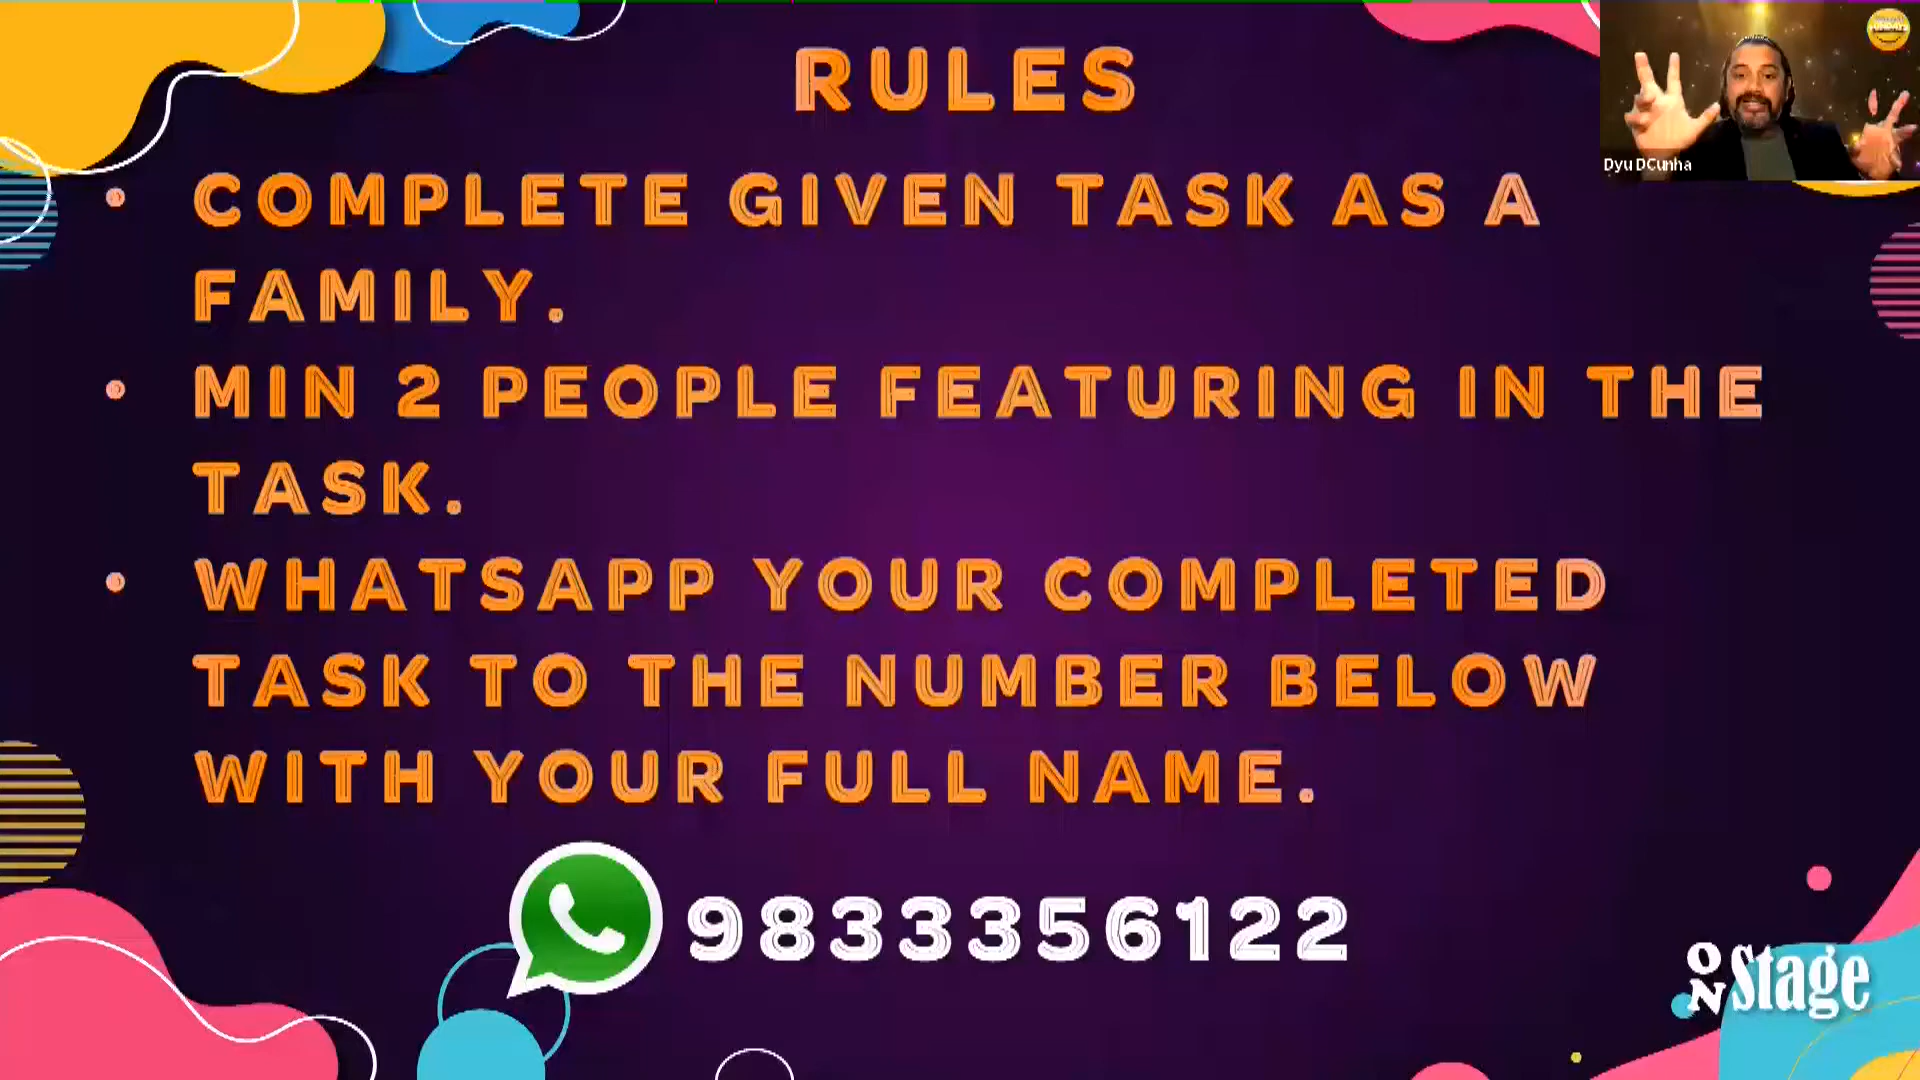 RULES
• COMPLETE GIVEN TASK AS A
FAMILY.
• MIN 2 PEOPLE FEATURING IN THE
TASK.
• WHATSAPP YOUR COMPLETED
TASK TO THE NUMBER BELOW
WITH YOUR FULL NAME.
9833356122
Dyu DCunha
ON Stage